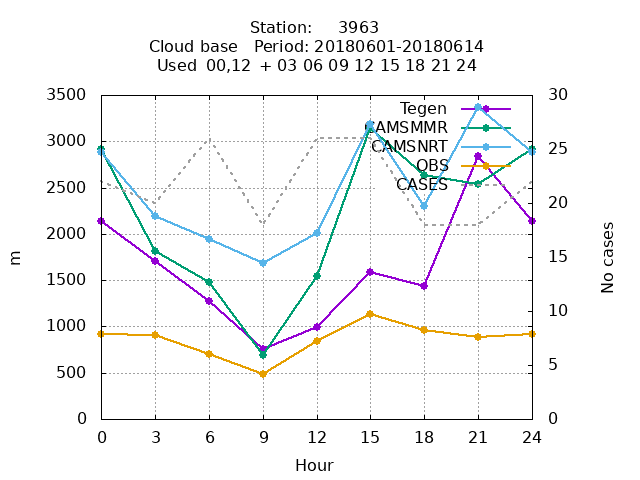 Station: 3963
Cloud base Period: 20180601-20180614
Used 00,12 + 03 06 09 12 15 18 21 24
3500
3000
2500
2000
1500
1000
500
0
m
30
25
20
15
10
5
0
No cases
Tegen
CAMSMMR
CAMSNRT
OBS
CASES
0 3 6 9 12 15 18 21 24
Hour